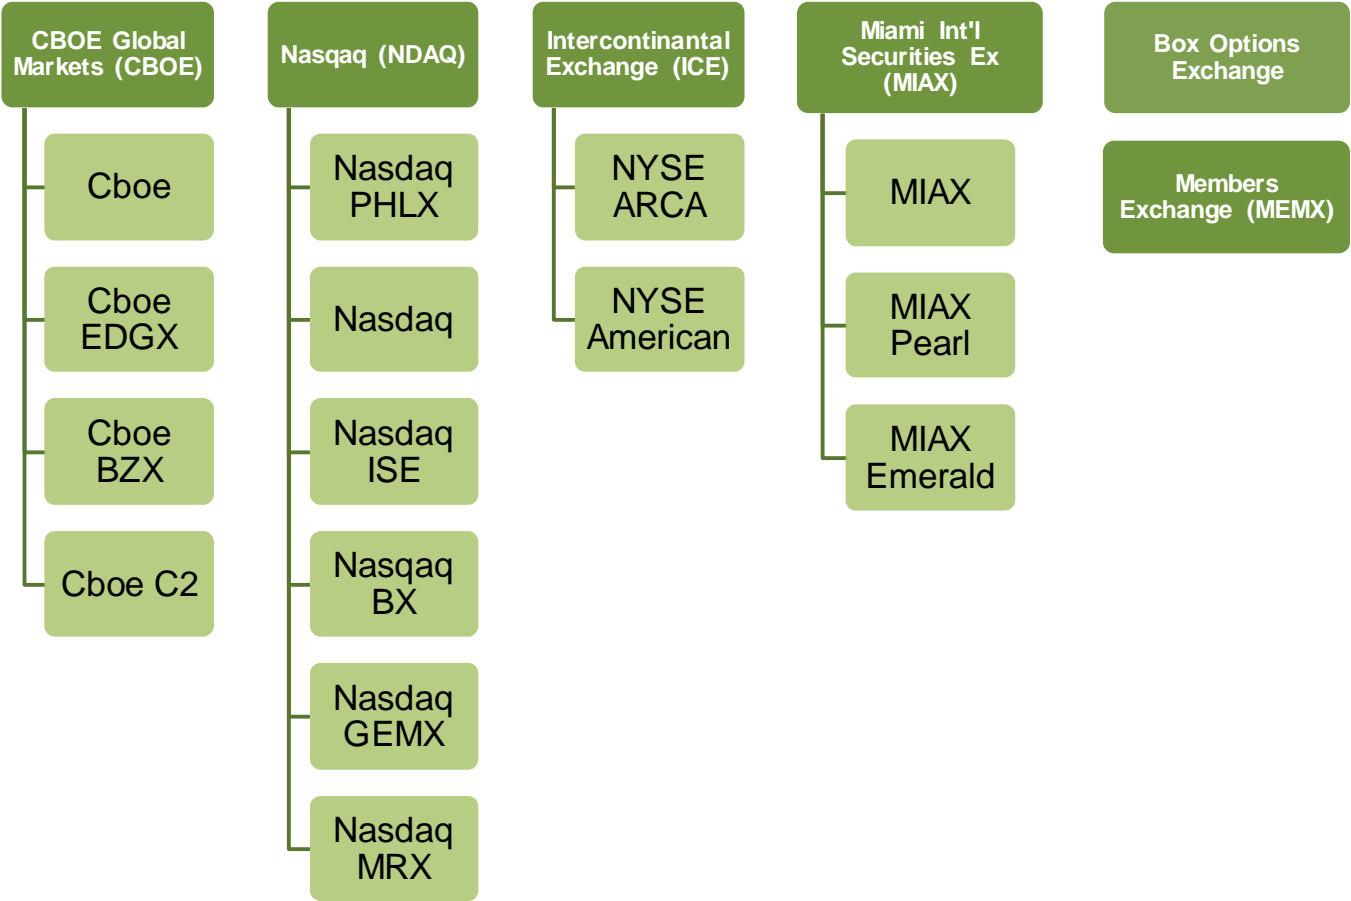 CBOE Global
Markets (CBOE)
Cboe
Cboe
EDGX
Cboe
BZX
Cboe C2
Nasqaq (NDAQ)
Nasdaq
PHLX
Nasdaq
Nasdaq
ISE
Nasqaq
BX
Nasdaq
GEMX
Nasdaq
MRX
Intercontinantal
Exchange (ICE)
NYSE
ARCA
NYSE
American
Miami Int'l
Securities Ex
(MIAX)
MIAX
MIAX
Pearl
MIAX
Emerald
Box Options
Exchange
Members
Exchange (MEMX)